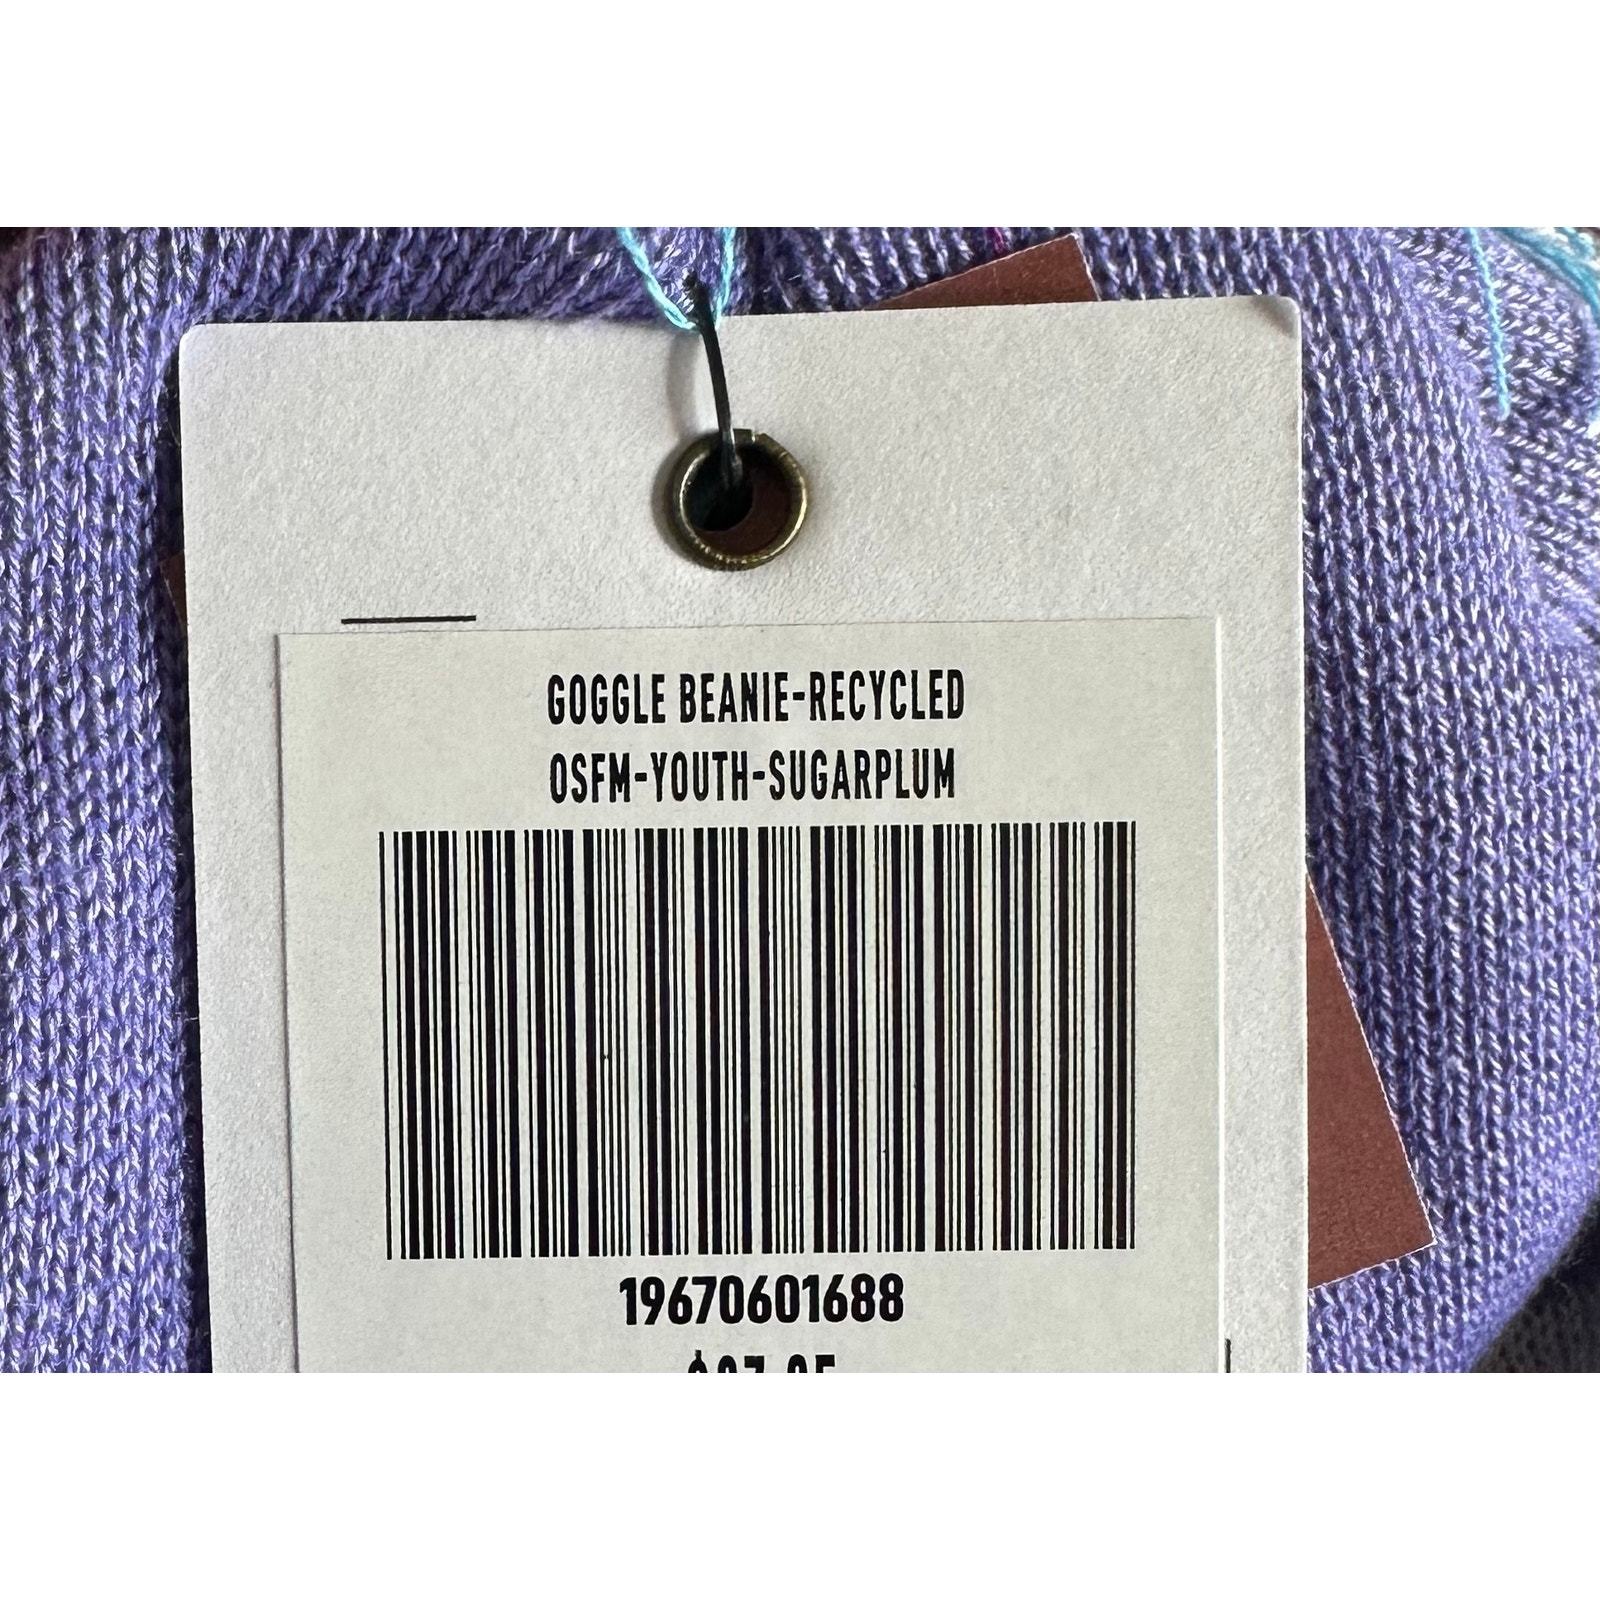 GOGGLE BEANIE-RECYCLED
OSFM-YOUTH-SUGARPLUM
19670601688